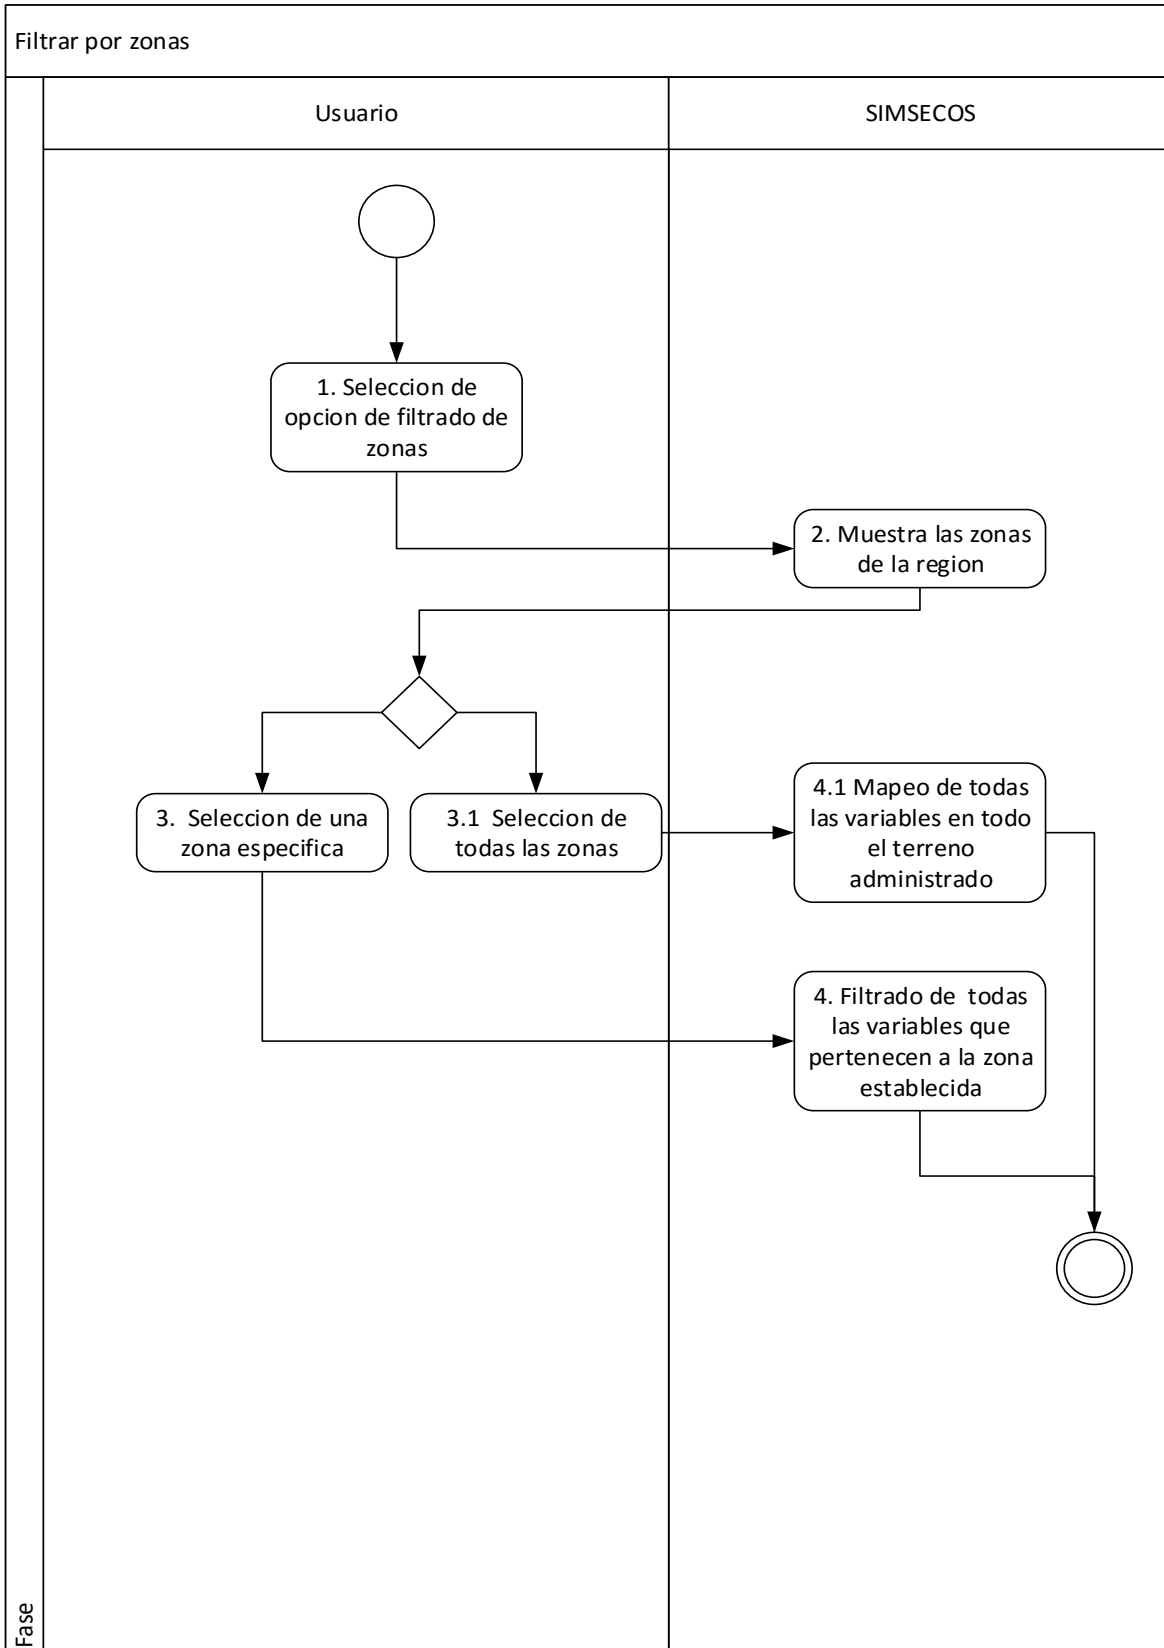 Filtrar por zonas
Usuario
SIMSECOS
1. Seleccion de
opcion de filtrado de
zonas
2. Muestra las zonas
de la region
3. Seleccion de una
zona especifica
3.1 Seleccion de
todas las zonas
4.1 Mapeo de todas
las variables en todo
el terreno
administrado
4. Filtrado de todas
las variables que
pertenecen a la zona
establecida
Fase